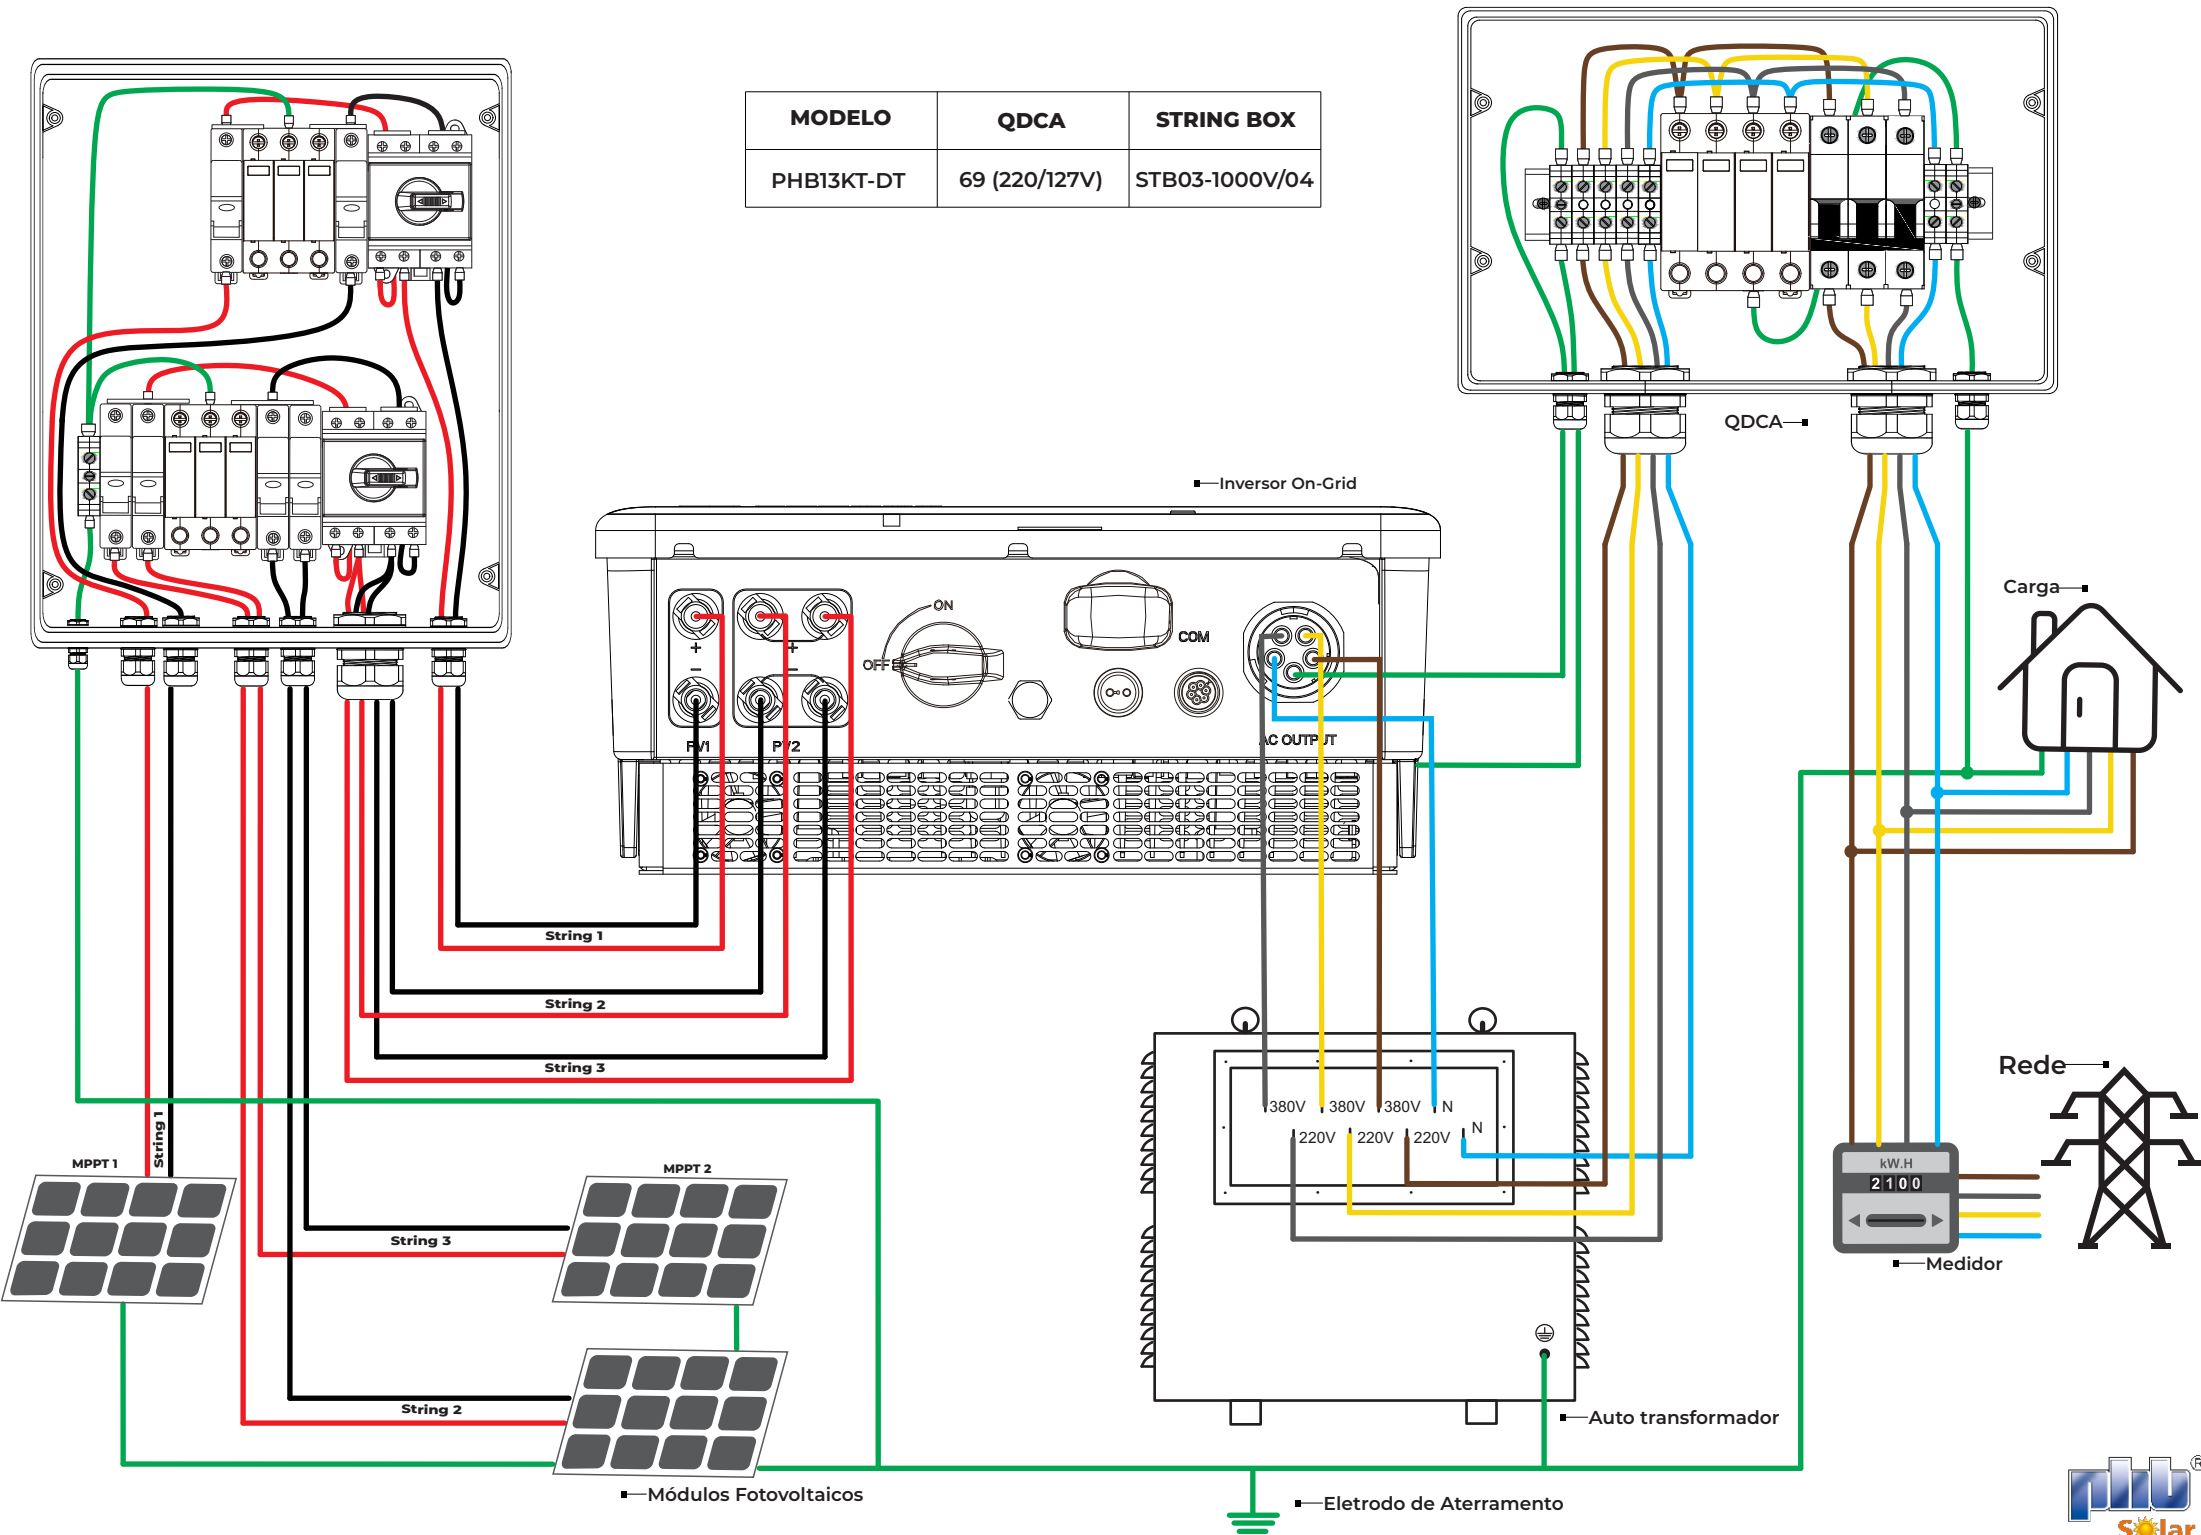 MODELO QDCA STRING BOX
PHB13KT-DT 69 (220/127V) STB03-1000V/04
QDCA
Inversor On-Grid
Carga
ON
OFF
COM
+ +
− −
PV1 PV2
AC OUTPUT
String 1
String 2
String 3
Rede
380V 380V 380V N
220V 220V 220V N
String 1
MPPT 1
MPPT 2
kW.H
2100
String 3
Medidor
String 2
Auto transformador
Módulos Fotovoltaicos
Eletrodo de Aterramento
phb ®
Solar